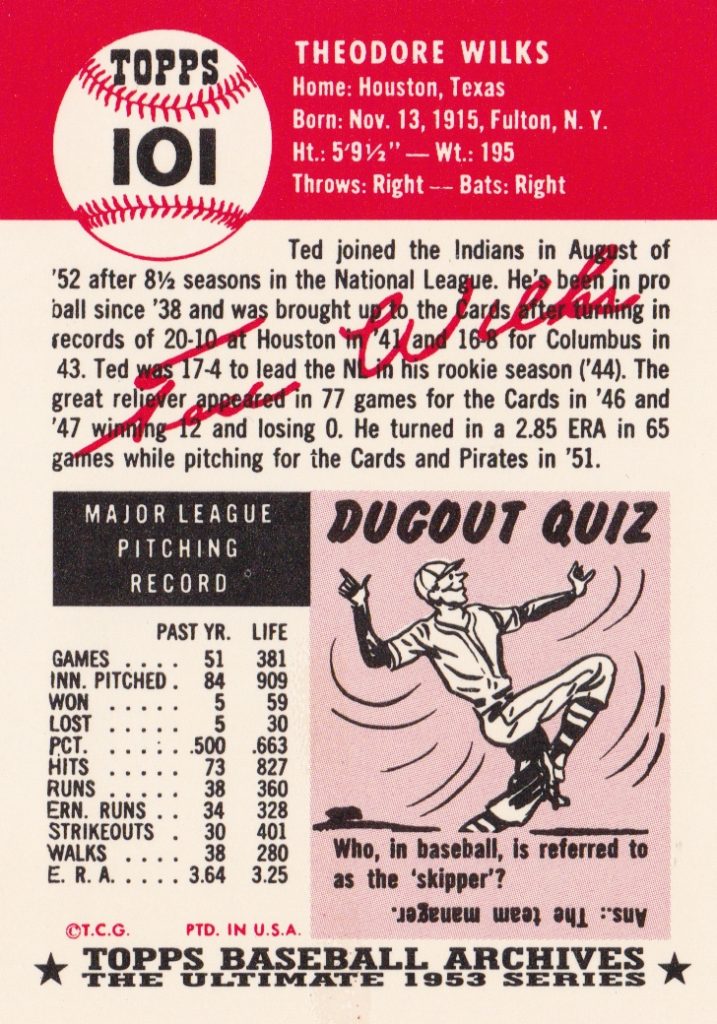 TOPPS
101
THEODORE WILKS
Home: Houston, Texas
Born: Nov. 13, 1915, Fulton, N. Y.
Ht.: 5'9½" — Wt.: 195
Throws: Right — Bats: Right
Ted joined the Indians in August of
'52 after 8½ seasons in the National League. He's been in pro
ball since '38 and was brought up to the Cards after turning in
records of 20-10 at Houston in '41 and 16-8 for Columbus in
'43. Ted was 17-4 to lead the NL in his rookie season ('44). The
great reliever appeared in 77 games for the Cards in '46 and
'47 winning 12 and losing 0. He turned in a 2.85 ERA in 65
games while pitching for the Cards and Pirates in '51.
Ted Wilks
MAJOR LEAGUE
PITCHING
RECORD
PAST YR. LIFE
GAMES .... 51 381
INN. PITCHED . 84 909
WON ..... 5 59
LOST ..... 5 30
PCT. ..... .500 .663
HITS ..... 73 827
RUNS ..... 38 360
ERN. RUNS .. 34 328
STRIKEOUTS . 30 401
WALKS .... 38 280
E. R. A. .... 3.64 3.25
©T.C.G. PTD. IN U.S.A.
DUGOUT QUIZ
Who, in baseball, is referred to
as the 'skipper'?
Ans.: The team manager.
★ TOPPS BASEBALL ARCHIVES ★
THE ULTIMATE 1953 SERIES